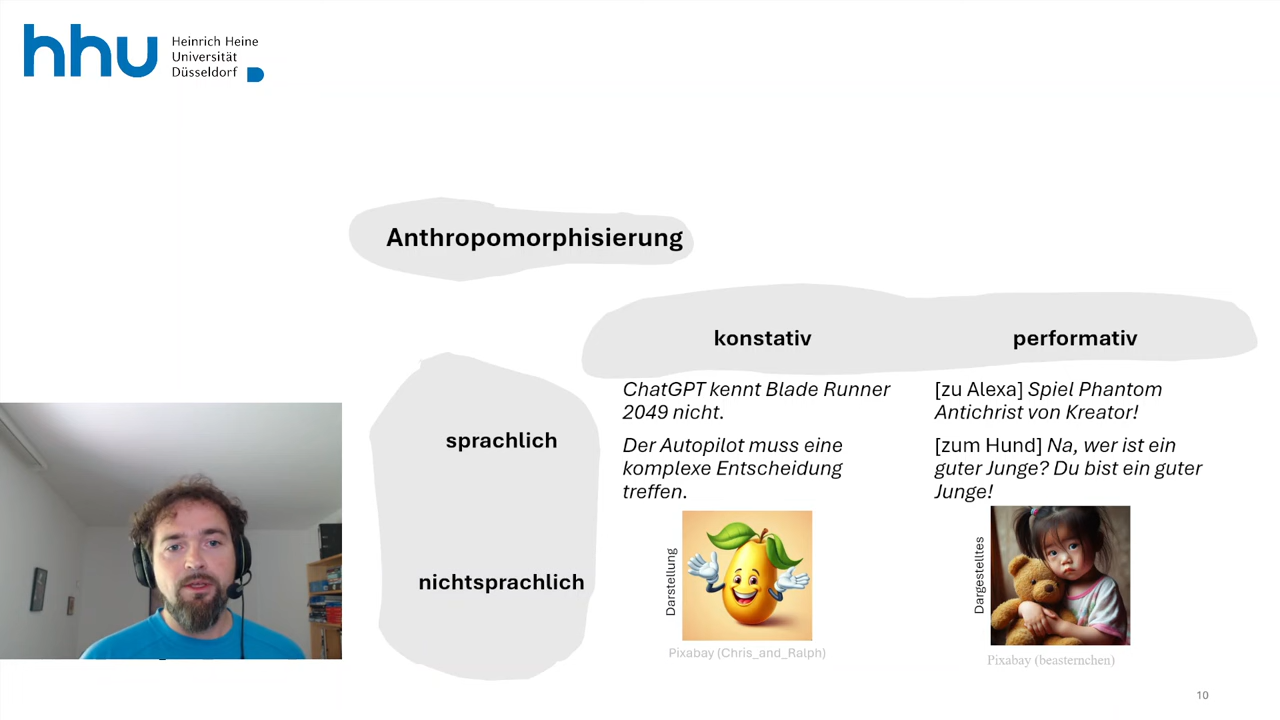 hhu Heinrich Heine
Universität
Düsseldorf
Anthropomorphisierung
konstativ
performativ
sprachlich
ChatGPT kennt Blade Runner
2049 nicht.
Der Autopilot muss eine
komplexe Entscheidung
treffen.
[zu Alexa] Spiel Phantom
Antichrist von Kreator!
[zum Hund] Na, wer ist ein
guter Junge? Du bist ein guter
Junge!
nichtsprachlich
Darstellung
Pixabay (Chris_and_Ralph)
Dargestelltes
Pixabay (beasternchen)
10